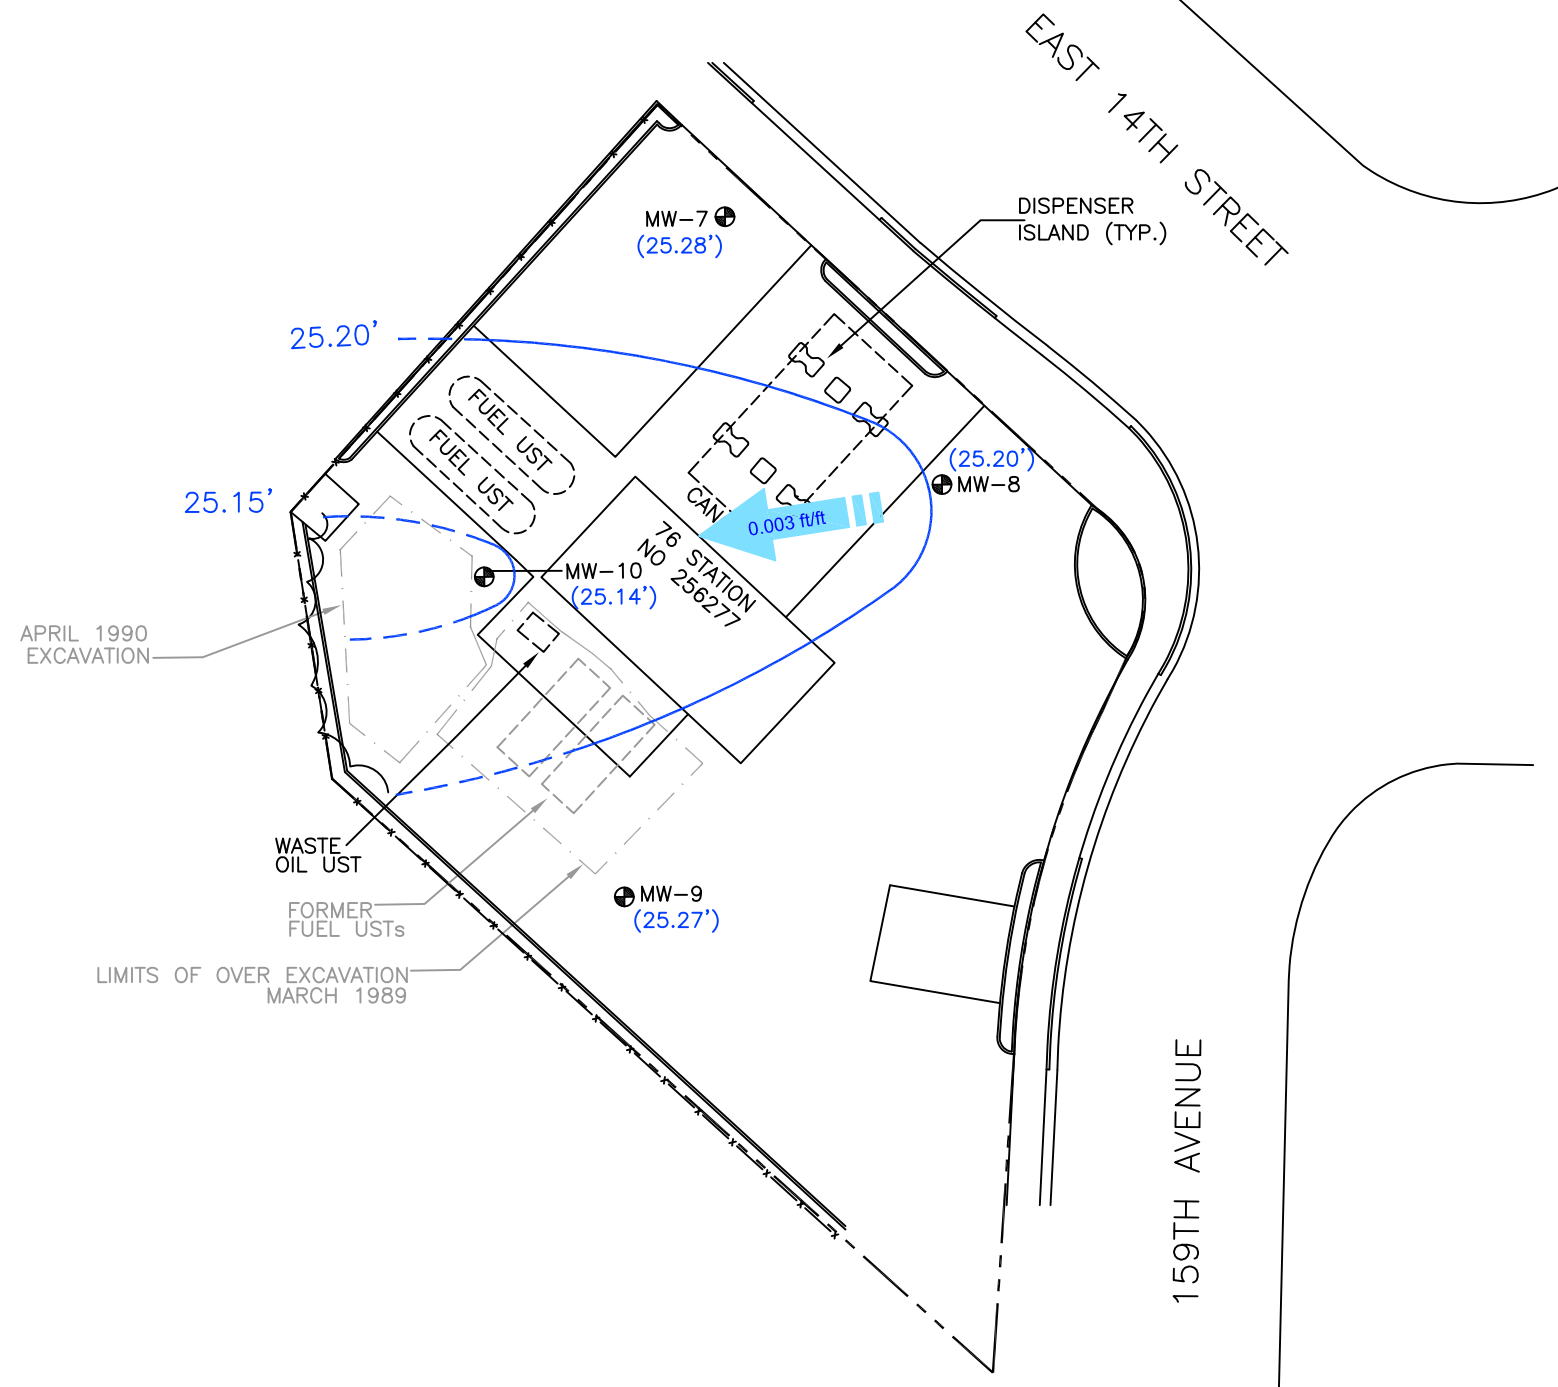 EAST 14TH STREET
DISPENSER
ISLAND (TYP.)
MW-7
(25.28')
25.20'
FUEL UST
FUEL UST
25.15'
(25.20')
MW-8
0.003 ft/ft
76 STATION
NO 256277
MW-10
(25.14')
APRIL 1990
EXCAVATION
WASTE
OIL UST
FORMER
FUEL USTs
MW-9
(25.27')
LIMITS OF OVER EXCAVATION
MARCH 1989
159TH AVENUE